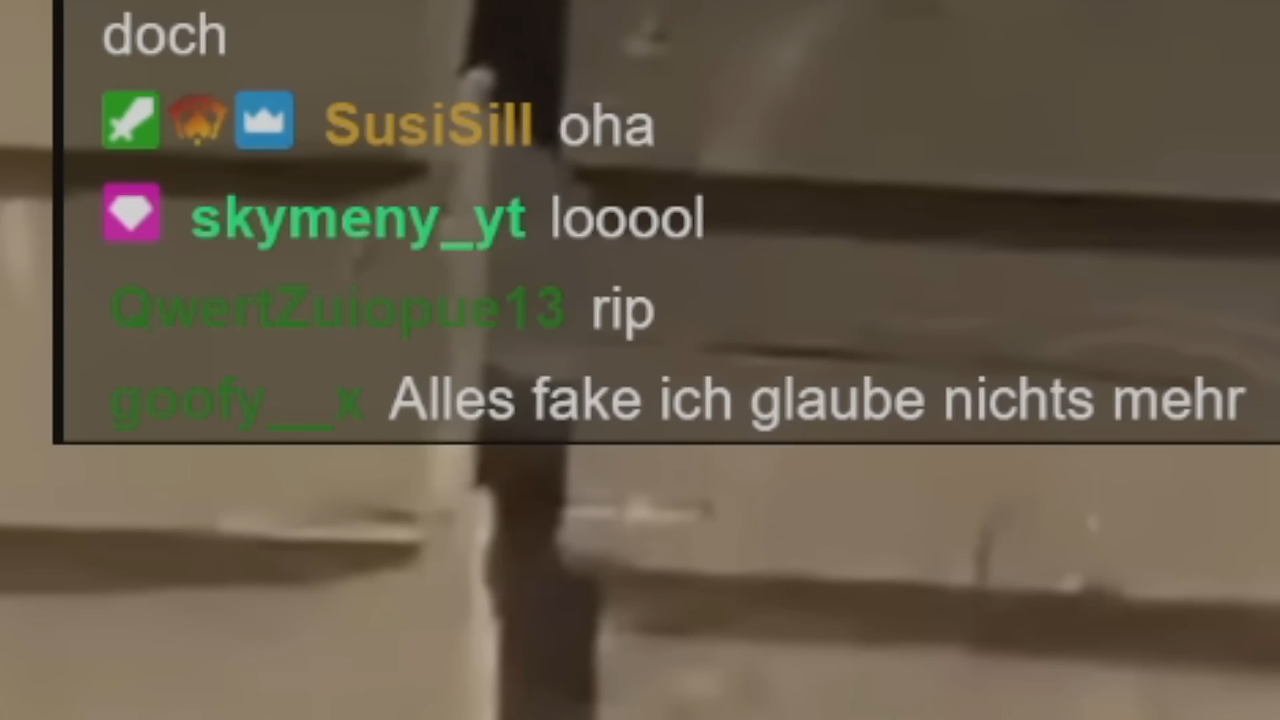 doch
SusiSill oha
skymeny_yt looool
QwertZuiopue13 rip
goofy__x Alles fake ich glaube nichts mehr